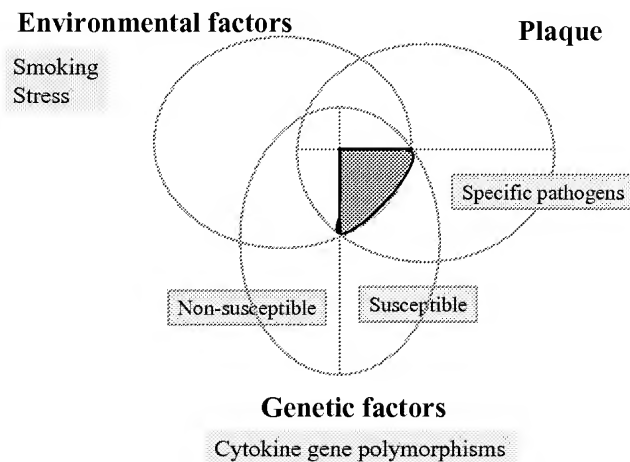 Environmental factors
Plaque
Smoking
Stress
Specific pathogens
Non-susceptible
Susceptible
Genetic factors
Cytokine gene polymorphisms